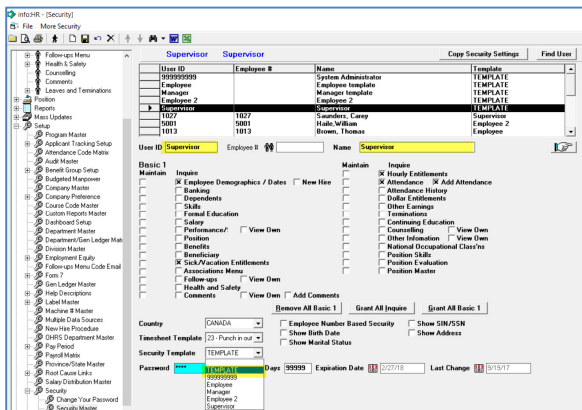 info:HR - [Security]
File More Security
Follow-ups Menu
Health & Safety
Counselling
Comments
Leaves and Terminations
Position
Reports
Mass Updates
Setup
Program Master
Applicant Tracking Setup
Attendance Code Matrix
Audit Master
Benefit Group Setup
Budgeted Manpower
Company Master
Company Preference
Course Code Master
Custom Reports Master
Dashboard Setup
Department Master
Department/Gen Ledger Mat
Division Master
Employment Equity
Follow-ups Menu Code Email
Form 7
Gen Ledger Master
Help Descriptions
Label Master
Machine # Master
Multiple Data Sources
New Hire Procedure
OHRS Department Master
Pay Period
Payroll Matrix
Province/State Master
Root Cause Links
Salary Distribution Master
Security
Change Your Password
Security Master
Supervisor Supervisor Copy Security Settings Find User
User ID Employee # Name Template
999999999 System Administrator TEMPLATE
Employee Employee template TEMPLATE
Manager Manager template TEMPLATE
Employee 2 Employee 2 TEMPLATE
Supervisor Supervisor TEMPLATE
1027 1027 Saunders, Carey Supervisor
5001 5001 Haile,William Employee 2
1013 1013 Brown, Thomas Employee
User ID Supervisor Employee # Name Supervisor
Basic 1
Maintain Inquire
Employee Demographics / Dates New Hire
Banking
Dependents
Skills
Formal Education
Salary
Performance/: View Own
Position
Benefits
Beneficiary
Sick/Vacation Entitlements
Associations Menu
Follow-ups View Own
Health and Safety
Comments View Own Add Comments
Maintain Inquire
Hourly Entitlements
Attendance Add Attendance
Attendance History
Dollar Entitlements
Other Earnings
Terminations
Continuing Education
Counselling View Own
Other Infomation View Own
National Occupational Class'ns
Position Skills
Position Evaluation
Position Master
Remove All Basic 1 Grant All Inquire Grant All Basic 1
Country CANADA Employee Number Based Security Show SIN/SSN
Show Birth Date Show Address
Timesheet Template 23 - Punch in out
Show Marital Status
Security Template TEMPLATE
Password **** Days 99999 Expiration Date 2/27/18 Last Change 9/19/17
TEMPLATE
999999999
Employee
Manager
Employee 2
Supervisor